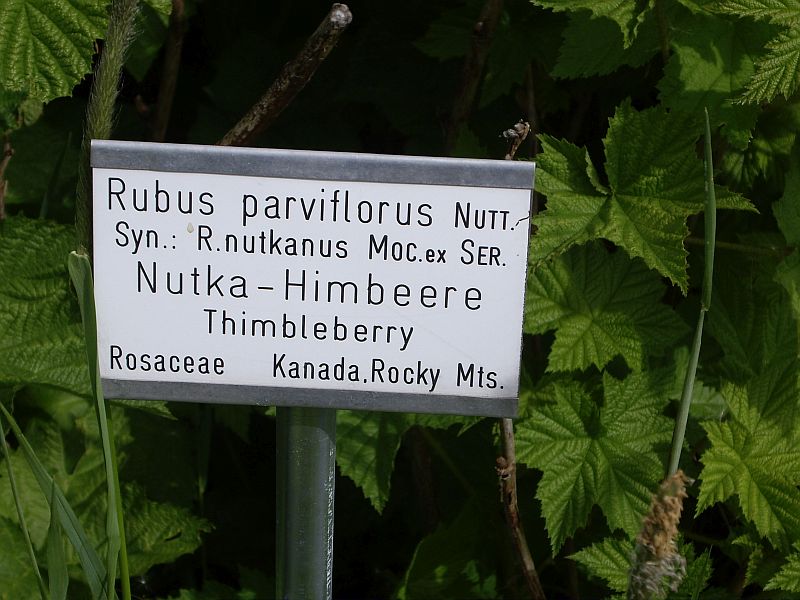 Rubus parviflorus NUTT.
Syn.: R.nutkanus MOC.ex SER.
Nutka-Himbeere
Thimbleberry
Rosaceae Kanada,Rocky Mts.